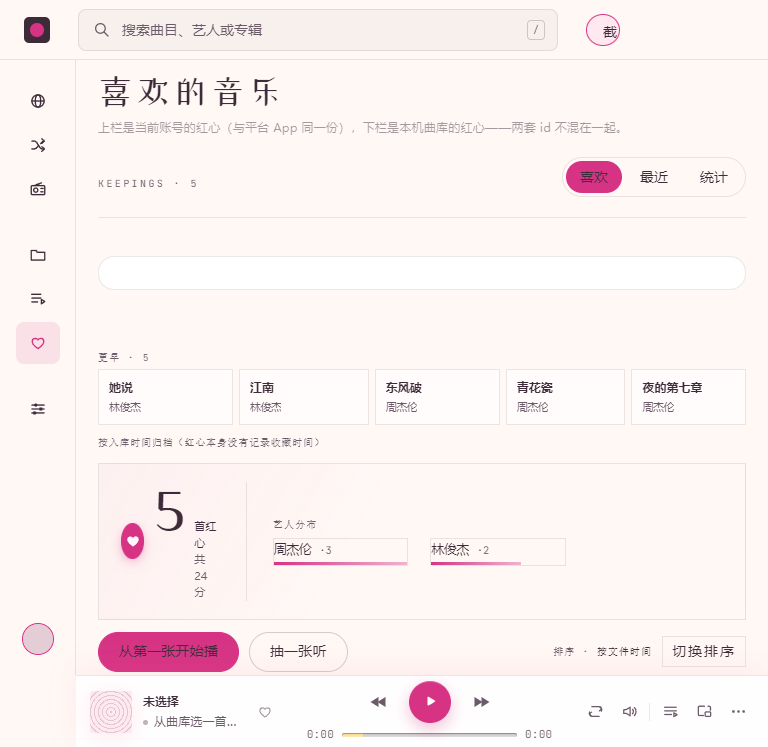 搜索曲目、艺人或专辑 /
截
喜欢的音乐
上栏是当前账号的红心（与平台 App 同一份），下栏是本机曲库的红心——两套 id 不混在一起。
KEEPINGS · 5
喜欢 最近 统计
更早 · 5
她说 江南 东风破 青花瓷 夜的第七章
林俊杰 林俊杰 周杰伦 周杰伦 周杰伦
按入库时间归档（红心本身没有记录收藏时间）
5
首红
心
共
24
分
艺人分布
周杰伦 ·3 林俊杰 ·2
从第一张开始播 抽一张听 排序 · 按文件时间 切换排序
未选择
从曲库选一首…
0:00 0:00